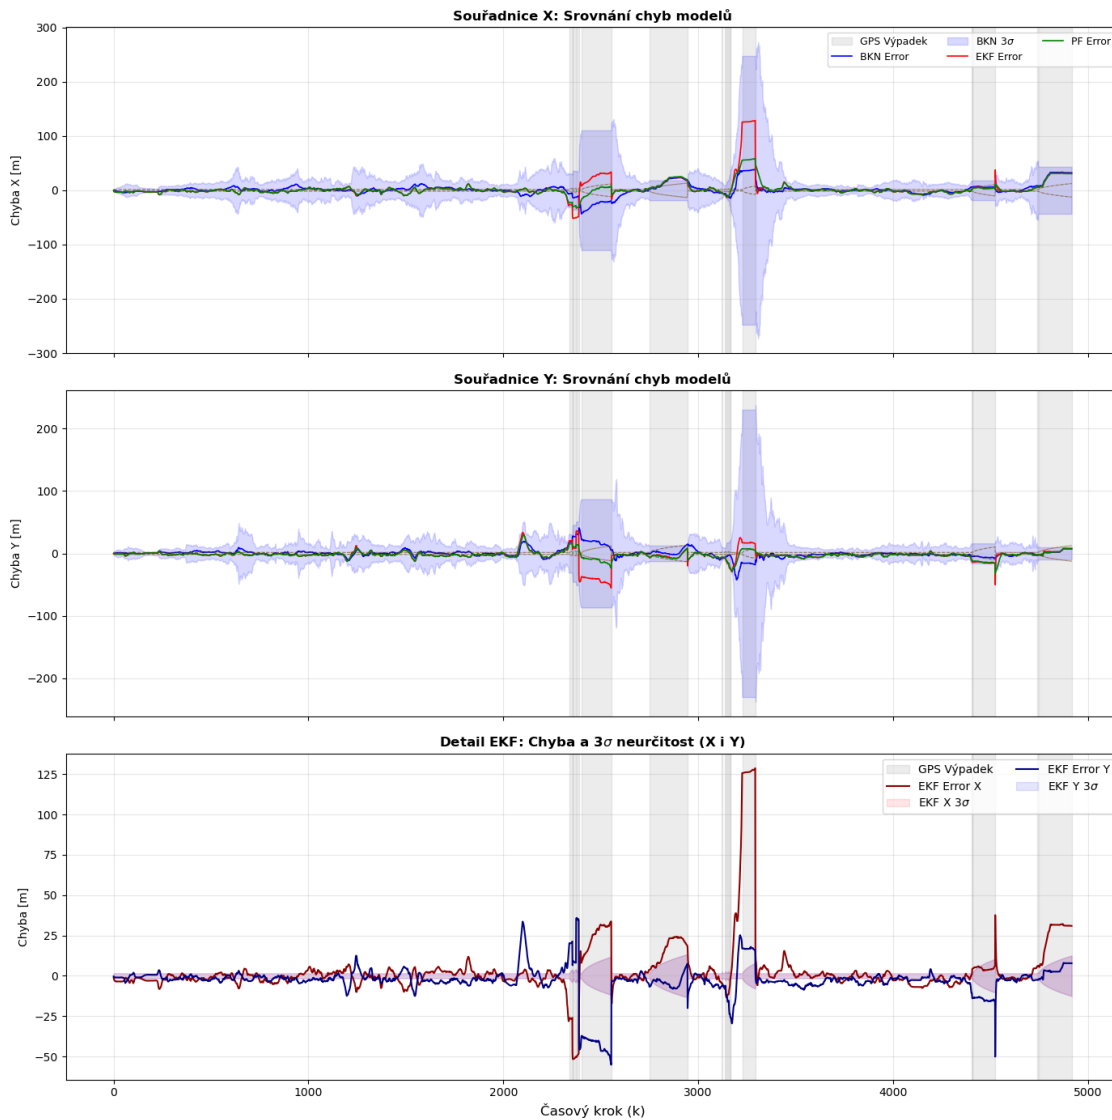 Souřadnice X: Srovnání chyb modelů
300
200
100
0
−100
−200
−300
Chyba X [m]
GPS Výpadek
BKN Error
BKN 3σ
EKF Error
PF Error
Souřadnice Y: Srovnání chyb modelů
200
100
0
−100
−200
Chyba Y [m]
Detail EKF: Chyba a 3σ neurčitost (X i Y)
125
100
75
50
25
0
−25
−50
Chyba [m]
GPS Výpadek
EKF Error X
EKF X 3σ
EKF Error Y
EKF Y 3σ
0 1000 2000 3000 4000 5000
Časový krok (k)